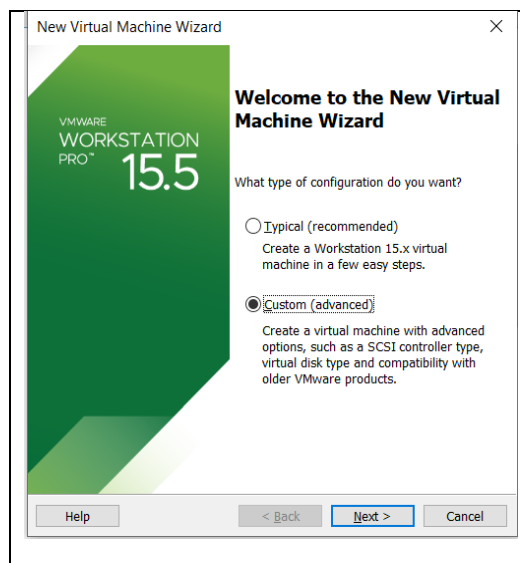 New Virtual Machine Wizard
VMWARE
WORKSTATION
PRO™
15.5
Welcome to the New Virtual
Machine Wizard
What type of configuration do you want?
Typical (recommended)
Create a Workstation 15.x virtual
machine in a few easy steps.
Custom (advanced)
Create a virtual machine with advanced
options, such as a SCSI controller type,
virtual disk type and compatibility with
older VMware products.
Help
< Back
Next >
Cancel